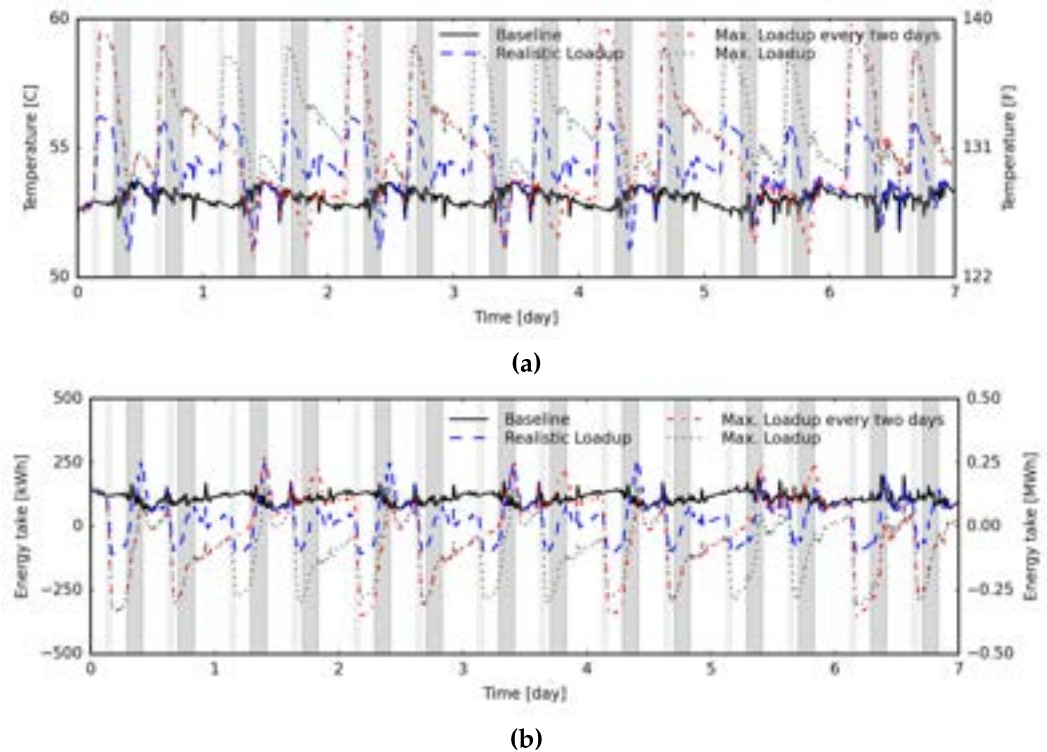 60 140
Baseline Max. Loadup every two days
Realistic Loadup Max. Loadup
Temperature [C]
Temperature [F]
55 131
50 122
0 1 2 3 4 5 6 7
Time [day]
(a)
500 0.50
Baseline Max. Loadup every two days
Realistic Loadup Max. Loadup
250 0.25
Energy take [kWh]
Energy take [MWh]
0 0.00
−250 −0.25
−500 −0.50
0 1 2 3 4 5 6 7
Time [day]
(b)